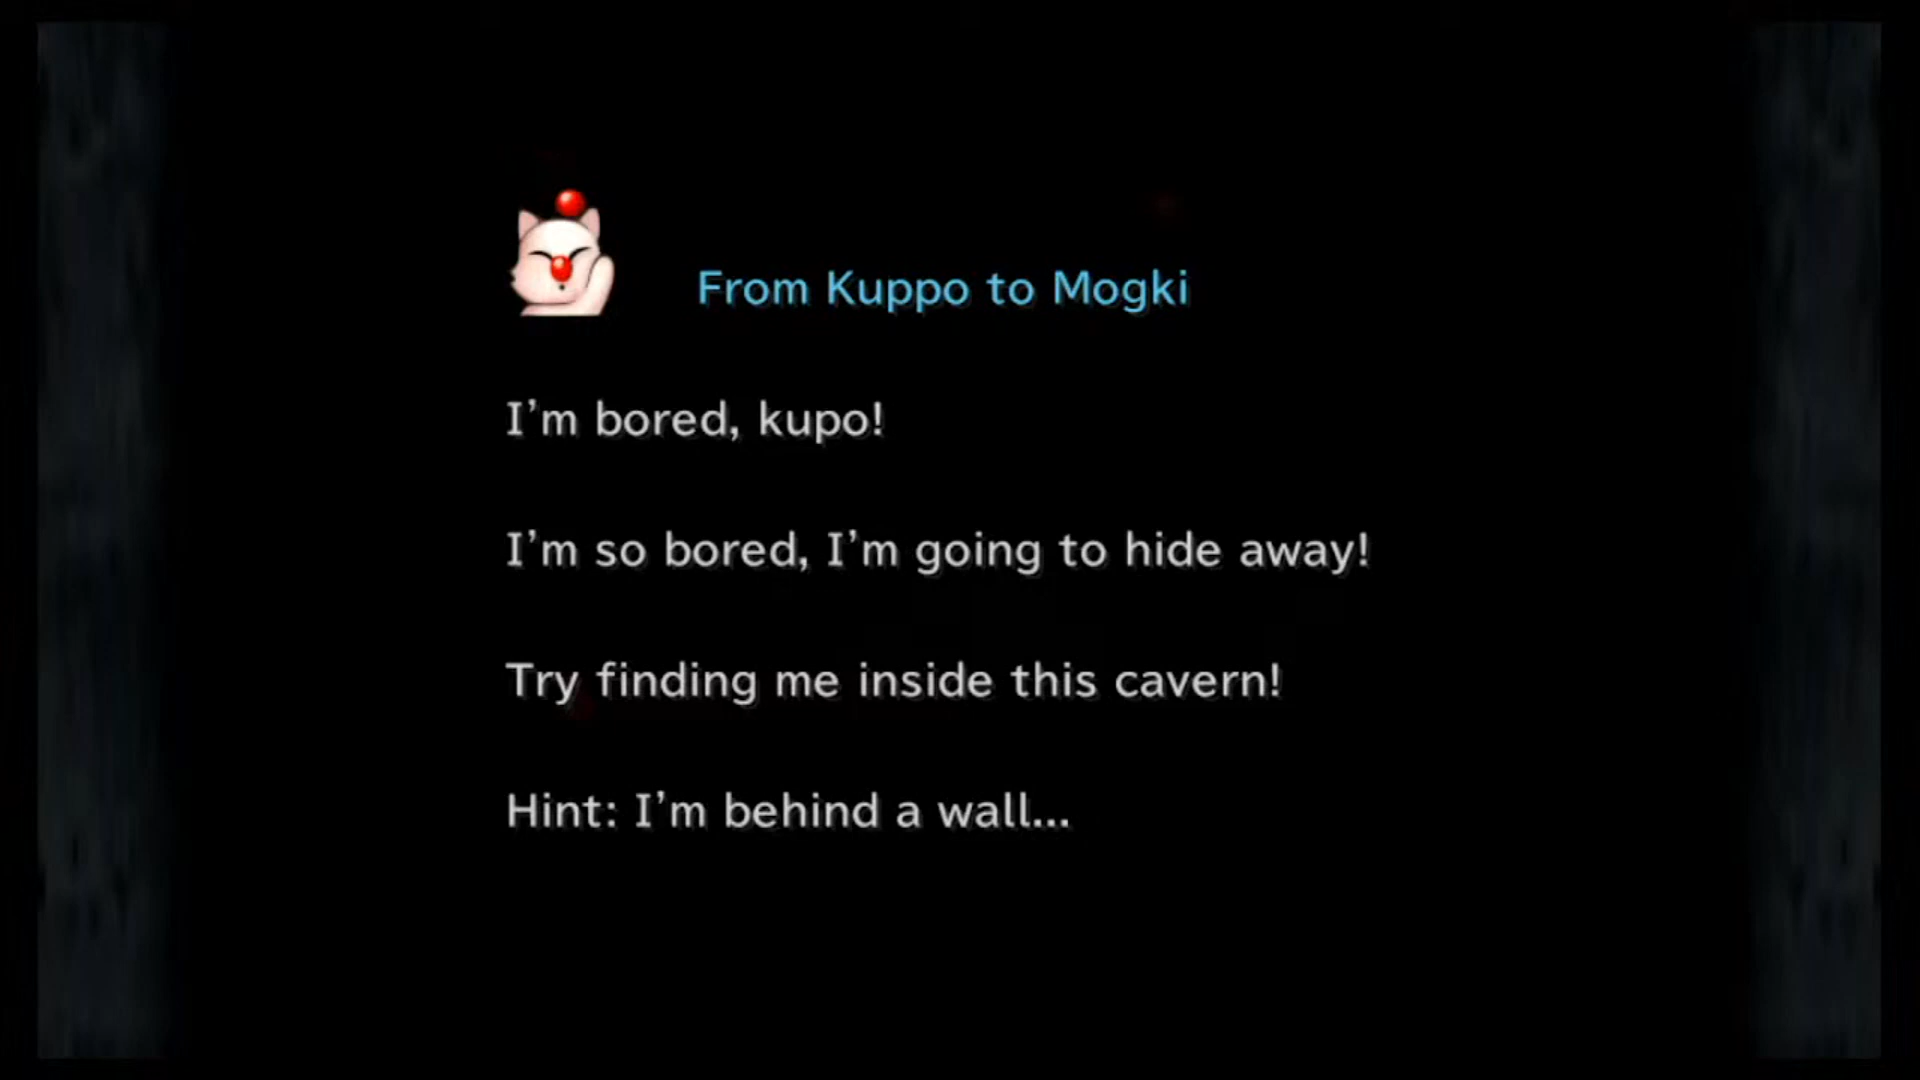 From Kuppo to Mogki
I'm bored, kupo!
I'm so bored, I'm going to hide away!
Try finding me inside this cavern!
Hint: I'm behind a wall...